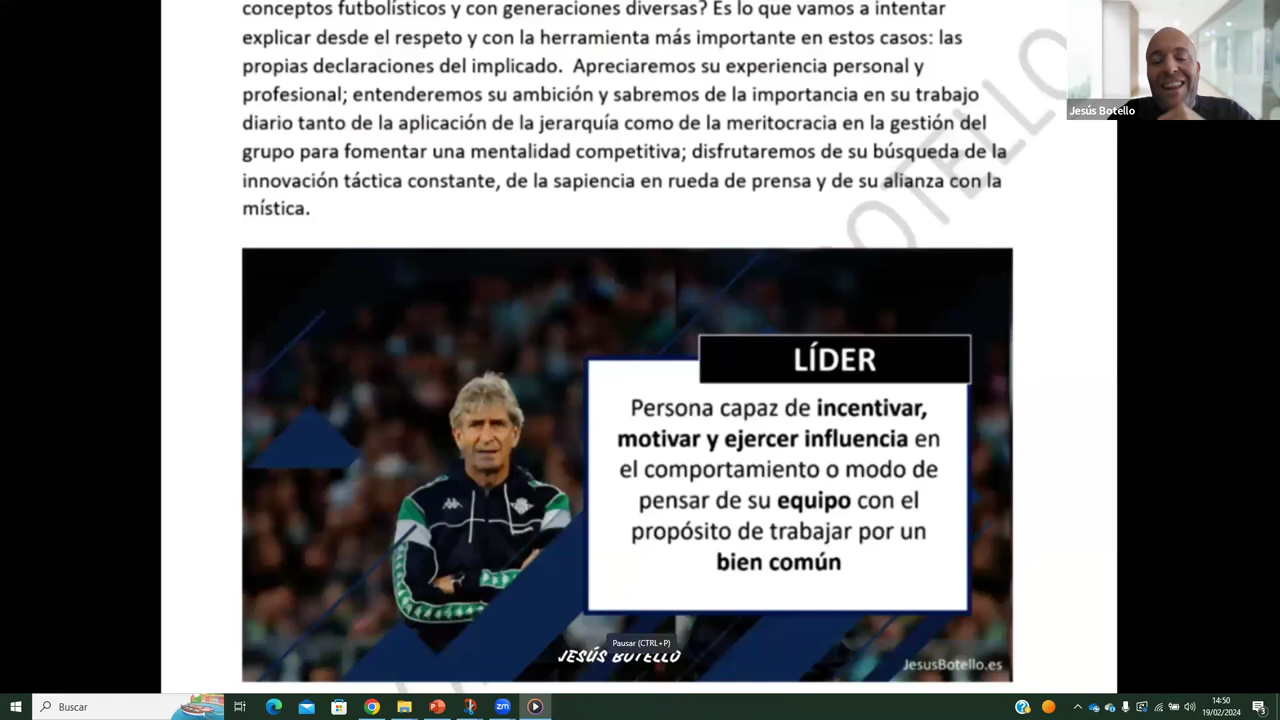 conceptos futbolísticos y con generaciones diversas? Es lo que vamos a intentar
explicar desde el respeto y con la herramienta más importante en estos casos: las
propias declaraciones del implicado.  Apreciaremos su experiencia personal y
profesional; entenderemos su ambición y sabremos de la importancia en su trabajo
diario tanto de la aplicación de la jerarquía como de la meritocracia en la gestión del
grupo para fomentar una mentalidad competitiva; disfrutaremos de su búsqueda de la
innovación táctica constante, de la sapiencia en rueda de prensa y de su alianza con la
mística.
BOTELLO
Jesús Botello
LÍDER
Persona capaz de incentivar,
motivar y ejercer influencia en
el comportamiento o modo de
pensar de su equipo con el
propósito de trabajar por un
bien común
Pausar (CTRL+P)
JESÚS BOTELLO
JesusBotello.es
Buscar
zm
14:50
19/02/2024
3